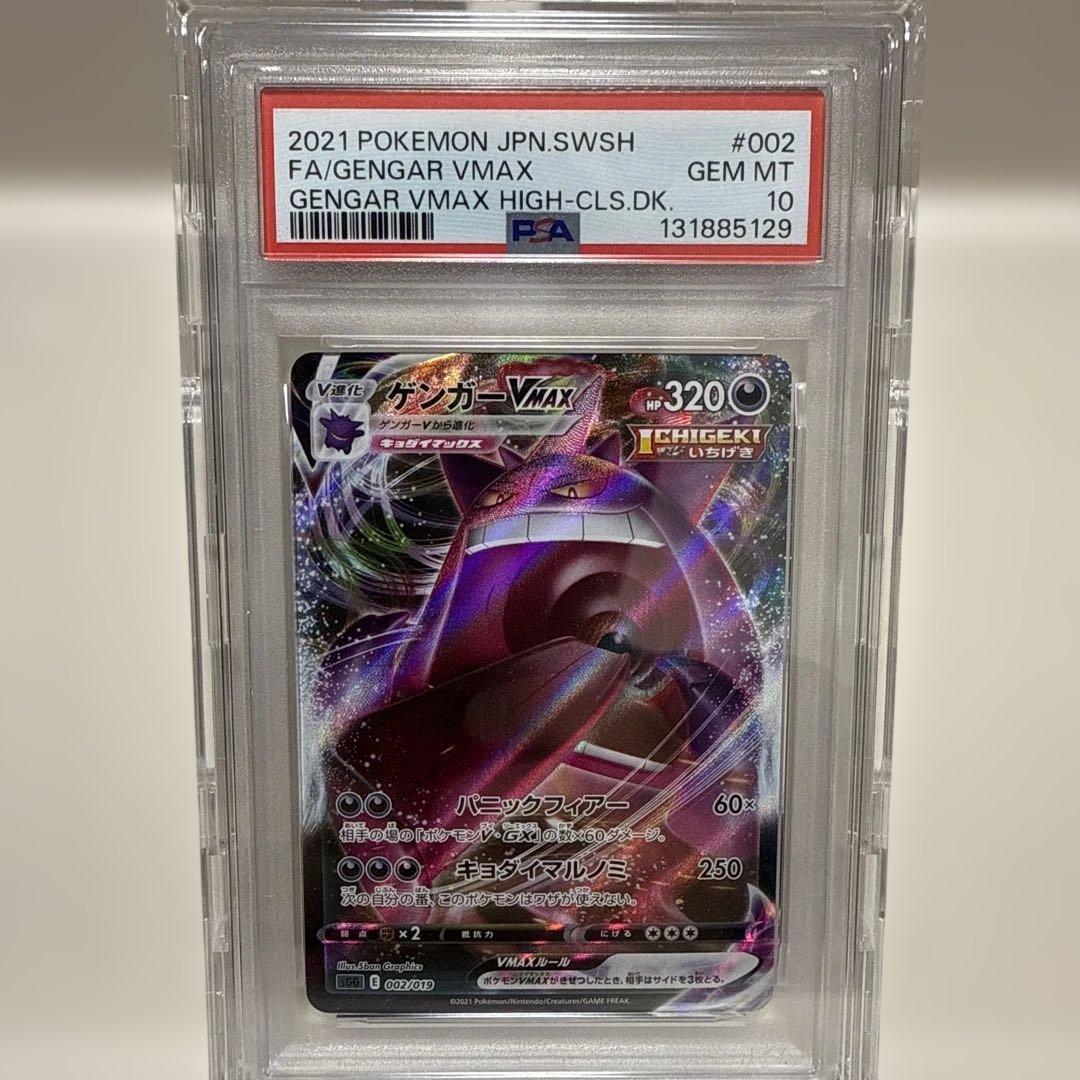 2021 POKEMON JPN.SWSH #002
FA/GENGAR VMAX GEM MT
GENGAR VMAX HIGH-CLS.DK. 10
PSA 131885129
V進化 ゲンガーVMAX HP320
ゲンガーVから進化
キョダイマックス
ICHIGEKI
いちげき
パニックフィアー 60×
相手の場の「ポケモンV・GX」の数×60ダメージ。
キョダイマルノミ 250
次の自分の番、このポケモンはワザが使えない。
弱点 ×2 抵抗力 にげる
VMAXルール
ポケモンVMAXがきぜつしたとき、相手はサイドを3枚とる。
Illus.5ban Graphics
sGG E 002/019
©2021 Pokémon/Nintendo/Creatures/GAME FREAK.